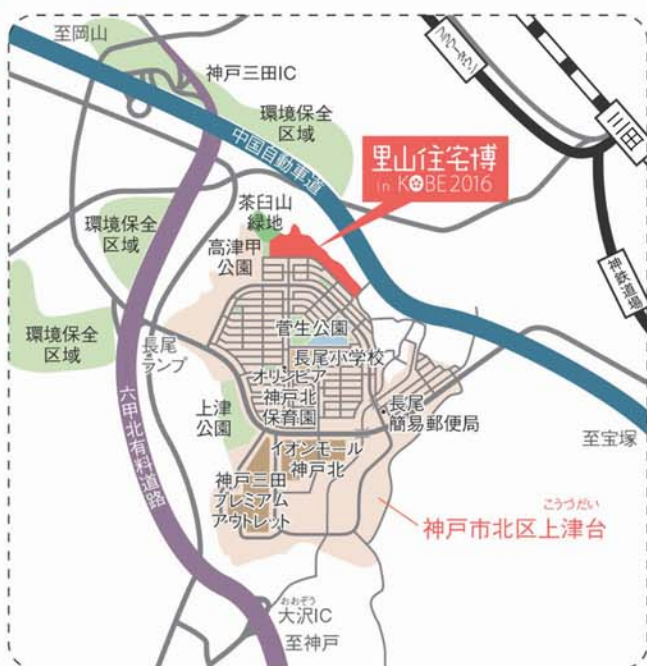 至岡山
神戸三田IC
環境保全
区域
中国自動車道
フラワータウン
三田
里山住宅博
in KOBE 2016
茶臼山
緑地
環境保全
区域
高津甲
公園
神鉄道場
環境保全
区域
菅生公園
長尾
ランプ
長尾小学校
オリンピア
神戸北
保育園
上津
公園
長尾
簡易郵便局
至宝塚
六甲北有料道路
イオンモール
神戸北
神戸三田
プレミアム
アウトレット
こうづだい
神戸市北区上津台
おおぞう
大沢IC
至神戸